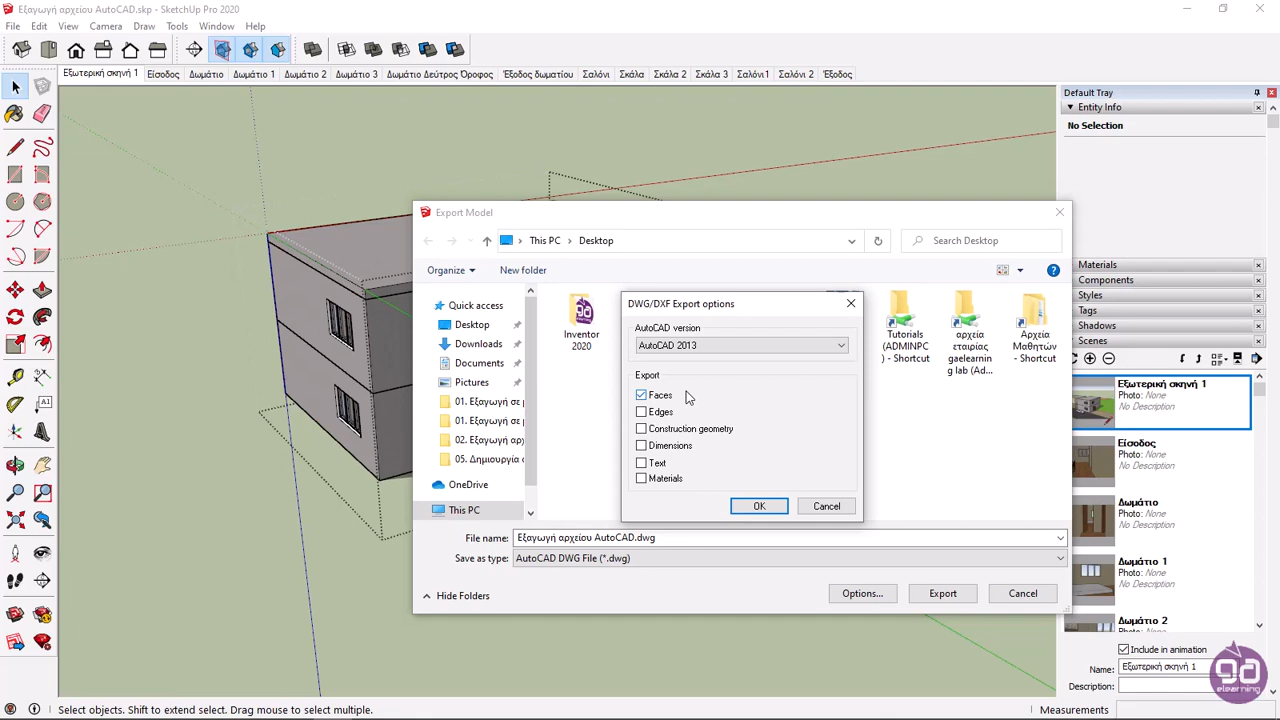 Εξαγωγή αρχείου AutoCAD.skp - SketchUp Pro 2020
File Edit View Camera Draw Tools Window Help
Εξωτερική σκηνή 1 Είσοδος Δωμάτιο Δωμάτιο 1 Δωμάτιο 2 Δωμάτιο 3 Δωμάτιο Δεύτρος Όροφος Έξοδος δωματίου Σαλόνι Σκάλα Σκάλα 2 Σκάλα 3 Σαλόνι1 Σαλόνι 2 Έξοδος
Default Tray
Entity Info
No Selection
Export Model
This PC > Desktop
Search Desktop
Organize New folder
Quick access
Desktop
Downloads
Documents
Pictures
01. Εξαγωγή σε
01. Εξαγωγή σε
02. Εξαγωγή αρχ
05. Δημιουργία
OneDrive
This PC
Inventor
2020
DWG/DXF Export options
AutoCAD version
AutoCAD 2013
Export
Faces
Edges
Construction geometry
Dimensions
Text
Materials
OK Cancel
Tutorials
(ADMINPC
) - Shortcut
αρχεία
εταιρίας
gaelearnin
g lab (Ad...
Αρχεία
Μαθητών -
Shortcut
File name: Εξαγωγή αρχείου AutoCAD.dwg
Save as type: AutoCAD DWG File (*.dwg)
Hide Folders
Options... Export Cancel
Materials
Components
Styles
Tags
Shadows
Scenes
Εξωτερική σκηνή 1
Photo: None
No Description
Είσοδος
Photo: None
No Description
Δωμάτιο
Photo: None
No Description
Δωμάτιο 1
Photo: None
No Description
Δωμάτιο 2
Photo: None
Include in animation
Name: Εξωτερική σκηνή 1
Description:
ga
elearning
Select objects. Shift to extend select. Drag mouse to select multiple.
Measurements